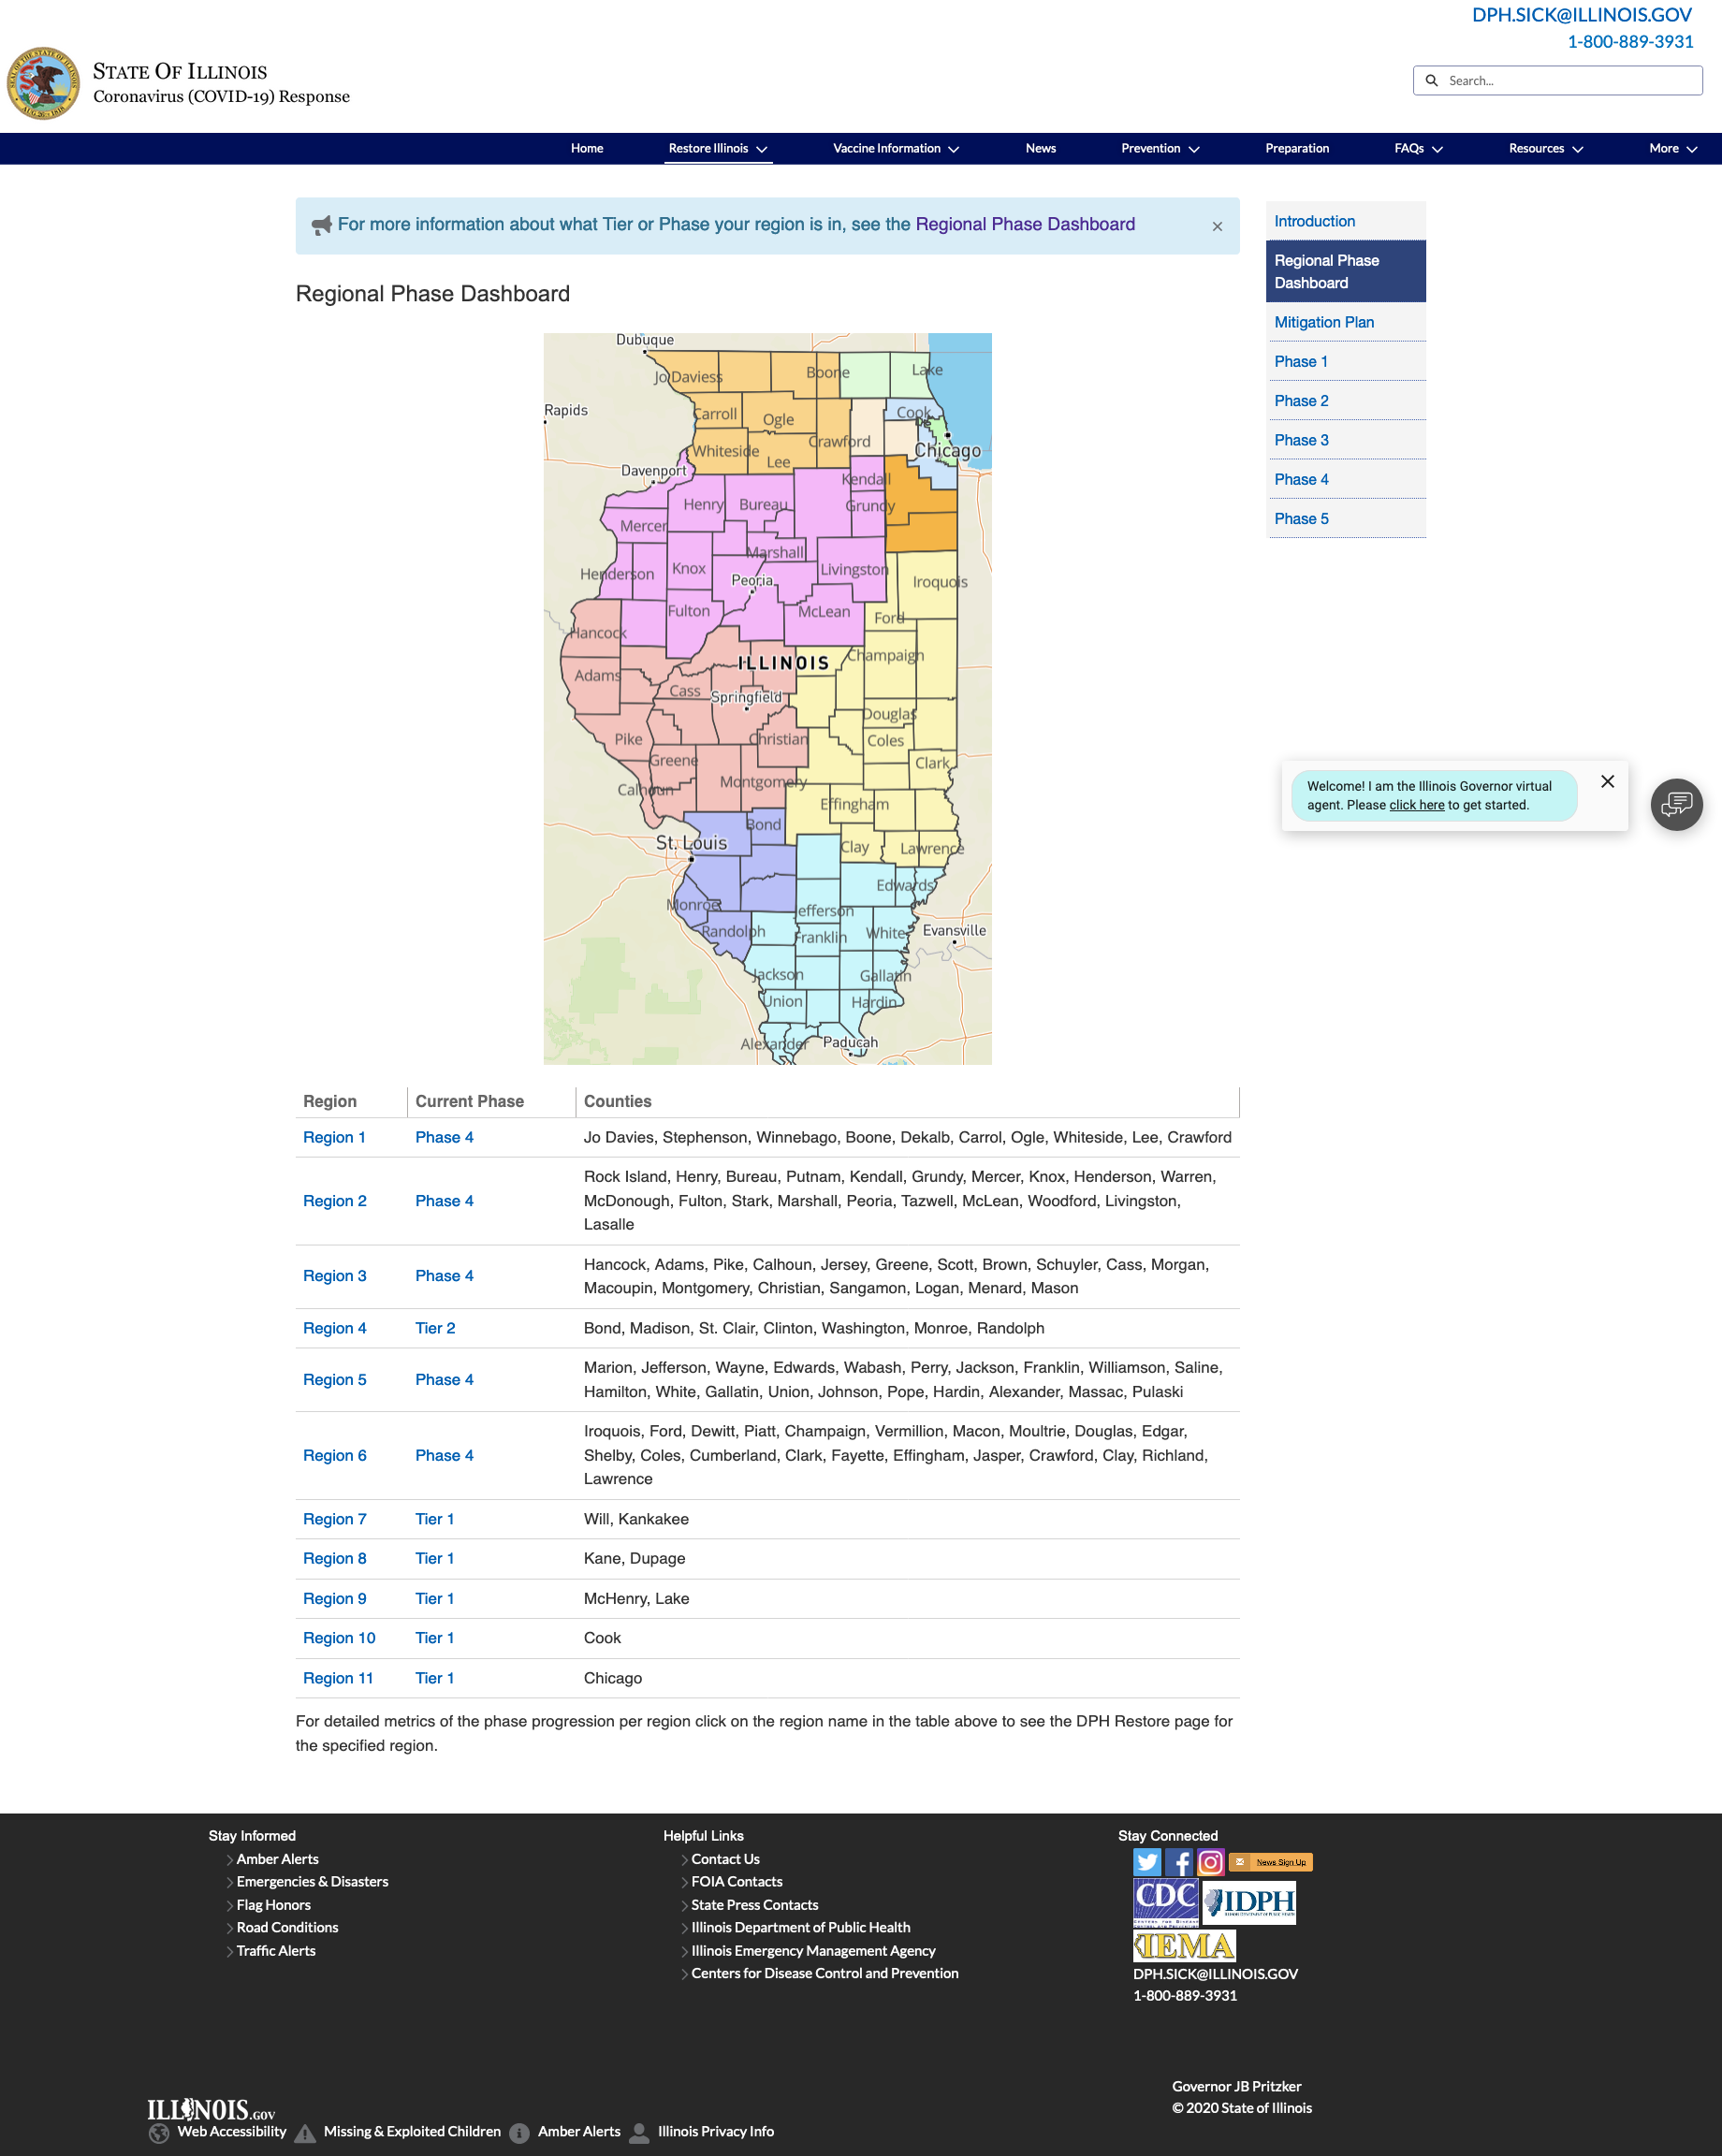 DPH.SICK@ILLINOIS.GOV
1-800-889-3931
STATE OF ILLINOIS
Coronavirus (COVID-19) Response
Search...
Home
Restore Illinois
Vaccine Information
News
Prevention
Preparation
FAQs
Resources
More
For more information about what Tier or Phase your region is in, see the Regional Phase Dashboard
×
Introduction
Regional Phase
Dashboard
Mitigation Plan
Phase 1
Phase 2
Phase 3
Phase 4
Phase 5
Regional Phase Dashboard
Dubuque
Jo Daviess
Boone
Lake
Rapids
Carroll
Ogle
Cook
Crawford
Whiteside
Lee
Chicago
Davenport
Kendall
Henry
Bureau
Grundy
Mercer
Marshall
Henderson
Knox
Peoria
Livingston
Iroquois
Fulton
McLean
Ford
Hancock
ILLINOIS
Champaign
Adams
Cass
Springfield
Douglas
Pike
Christian
Coles
Greene
Clark
Montgomery
Calhoun
Effingham
Bond
St. Louis
Clay
Lawrence
Edwards
Monroe
Jefferson
Randolph
Franklin
White
Evansville
Jackson
Gallatin
Union
Hardin
Alexander
Paducah
Welcome! I am the Illinois Governor virtual
agent. Please click here to get started.
Region Current Phase Counties
Region 1 Phase 4 Jo Davies, Stephenson, Winnebago, Boone, Dekalb, Carrol, Ogle, Whiteside, Lee, Crawford
Region 2 Phase 4 Rock Island, Henry, Bureau, Putnam, Kendall, Grundy, Mercer, Knox, Henderson, Warren,
McDonough, Fulton, Stark, Marshall, Peoria, Tazwell, McLean, Woodford, Livingston,
Lasalle
Region 3 Phase 4 Hancock, Adams, Pike, Calhoun, Jersey, Greene, Scott, Brown, Schuyler, Cass, Morgan,
Macoupin, Montgomery, Christian, Sangamon, Logan, Menard, Mason
Region 4 Tier 2 Bond, Madison, St. Clair, Clinton, Washington, Monroe, Randolph
Region 5 Phase 4 Marion, Jefferson, Wayne, Edwards, Wabash, Perry, Jackson, Franklin, Williamson, Saline,
Hamilton, White, Gallatin, Union, Johnson, Pope, Hardin, Alexander, Massac, Pulaski
Region 6 Phase 4 Iroquois, Ford, Dewitt, Piatt, Champaign, Vermillion, Macon, Moultrie, Douglas, Edgar,
Shelby, Coles, Cumberland, Clark, Fayette, Effingham, Jasper, Crawford, Clay, Richland,
Lawrence
Region 7 Tier 1 Will, Kankakee
Region 8 Tier 1 Kane, Dupage
Region 9 Tier 1 McHenry, Lake
Region 10 Tier 1 Cook
Region 11 Tier 1 Chicago
For detailed metrics of the phase progression per region click on the region name in the table above to see the DPH Restore page for
the specified region.
Stay Informed
Amber Alerts
Emergencies & Disasters
Flag Honors
Road Conditions
Traffic Alerts
Helpful Links
Contact Us
FOIA Contacts
State Press Contacts
Illinois Department of Public Health
Illinois Emergency Management Agency
Centers for Disease Control and Prevention
Stay Connected
News Sign Up
CDC
IDPH
IEMA
DPH.SICK@ILLINOIS.GOV
1-800-889-3931
Governor JB Pritzker
© 2020 State of Illinois
ILLINOIS.GOV
Web Accessibility
Missing & Exploited Children
Amber Alerts
Illinois Privacy Info